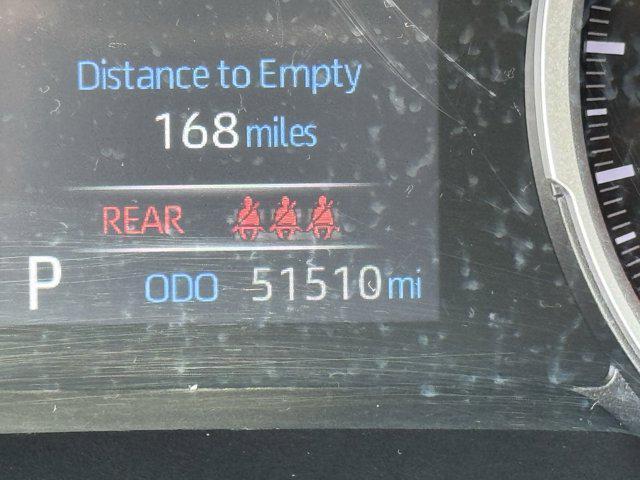 Distance to Empty
168 miles
REAR
P ODO 51510 mi